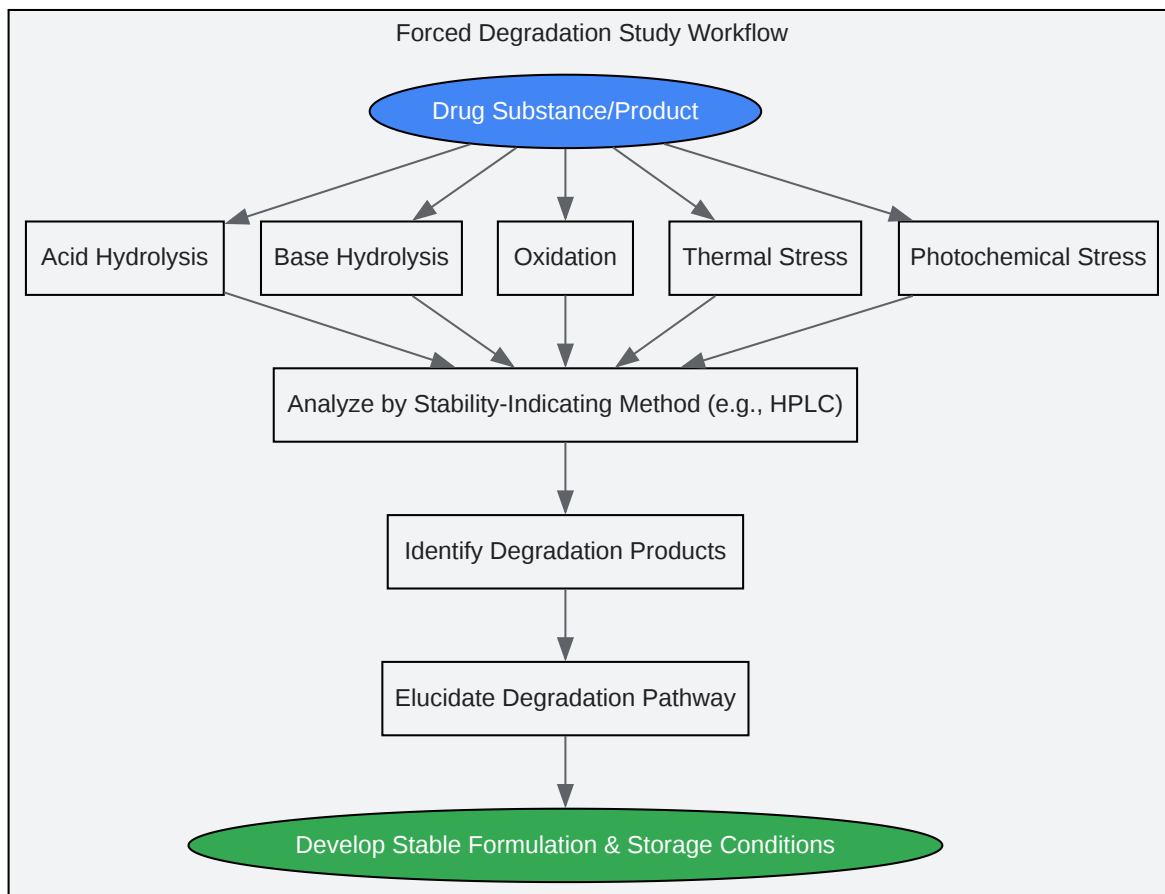 Forced Degradation Study Workflow
Drug Substance/Product
Acid Hydrolysis
Base Hydrolysis
Oxidation
Thermal Stress
Photochemical Stress
Analyze by Stability-Indicating Method (e.g., HPLC)
Identify Degradation Products
Elucidate Degradation Pathway
Develop Stable Formulation & Storage Conditions